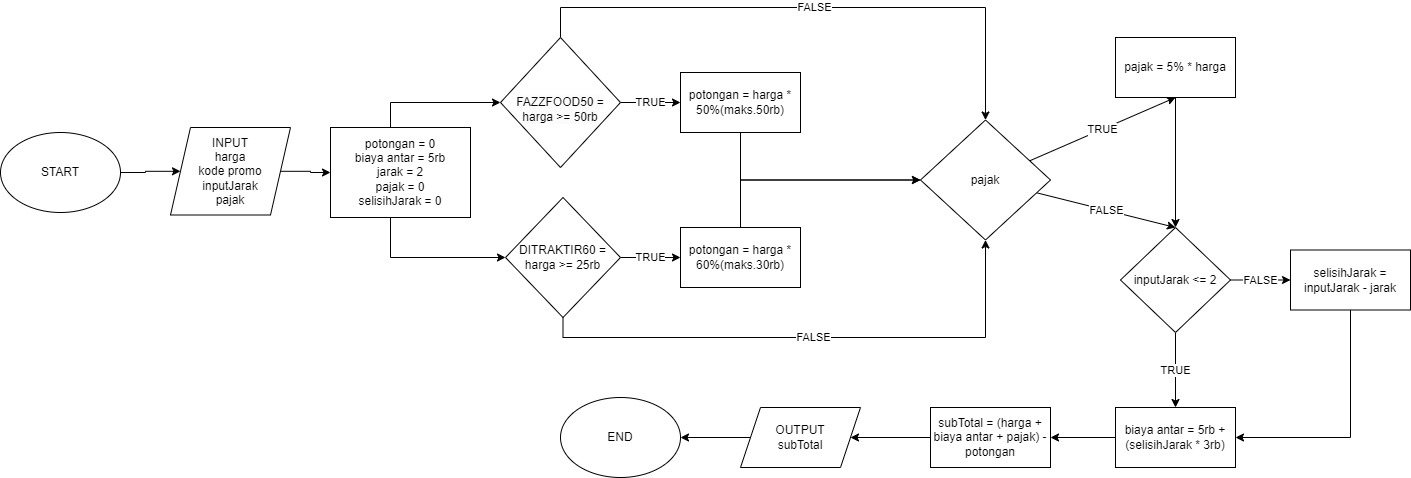 START
INPUT
harga
kode promo
inputJarak
pajak
potongan = 0
biaya antar = 5rb
jarak = 2
pajak = 0
selisihJarak = 0
FAZZFOOD50 =
harga >= 50rb
FALSE
TRUE
potongan = harga *
50%(maks.50rb)
DITRAKTIR60 =
harga >= 25rb
TRUE
potongan = harga *
60%(maks.30rb)
FALSE
pajak
TRUE
pajak = 5% * harga
FALSE
inputJarak <= 2
FALSE
selisihJarak =
inputJarak - jarak
TRUE
biaya antar = 5rb +
(selisihJarak * 3rb)
subTotal = (harga +
biaya antar + pajak) -
potongan
OUTPUT
subTotal
END